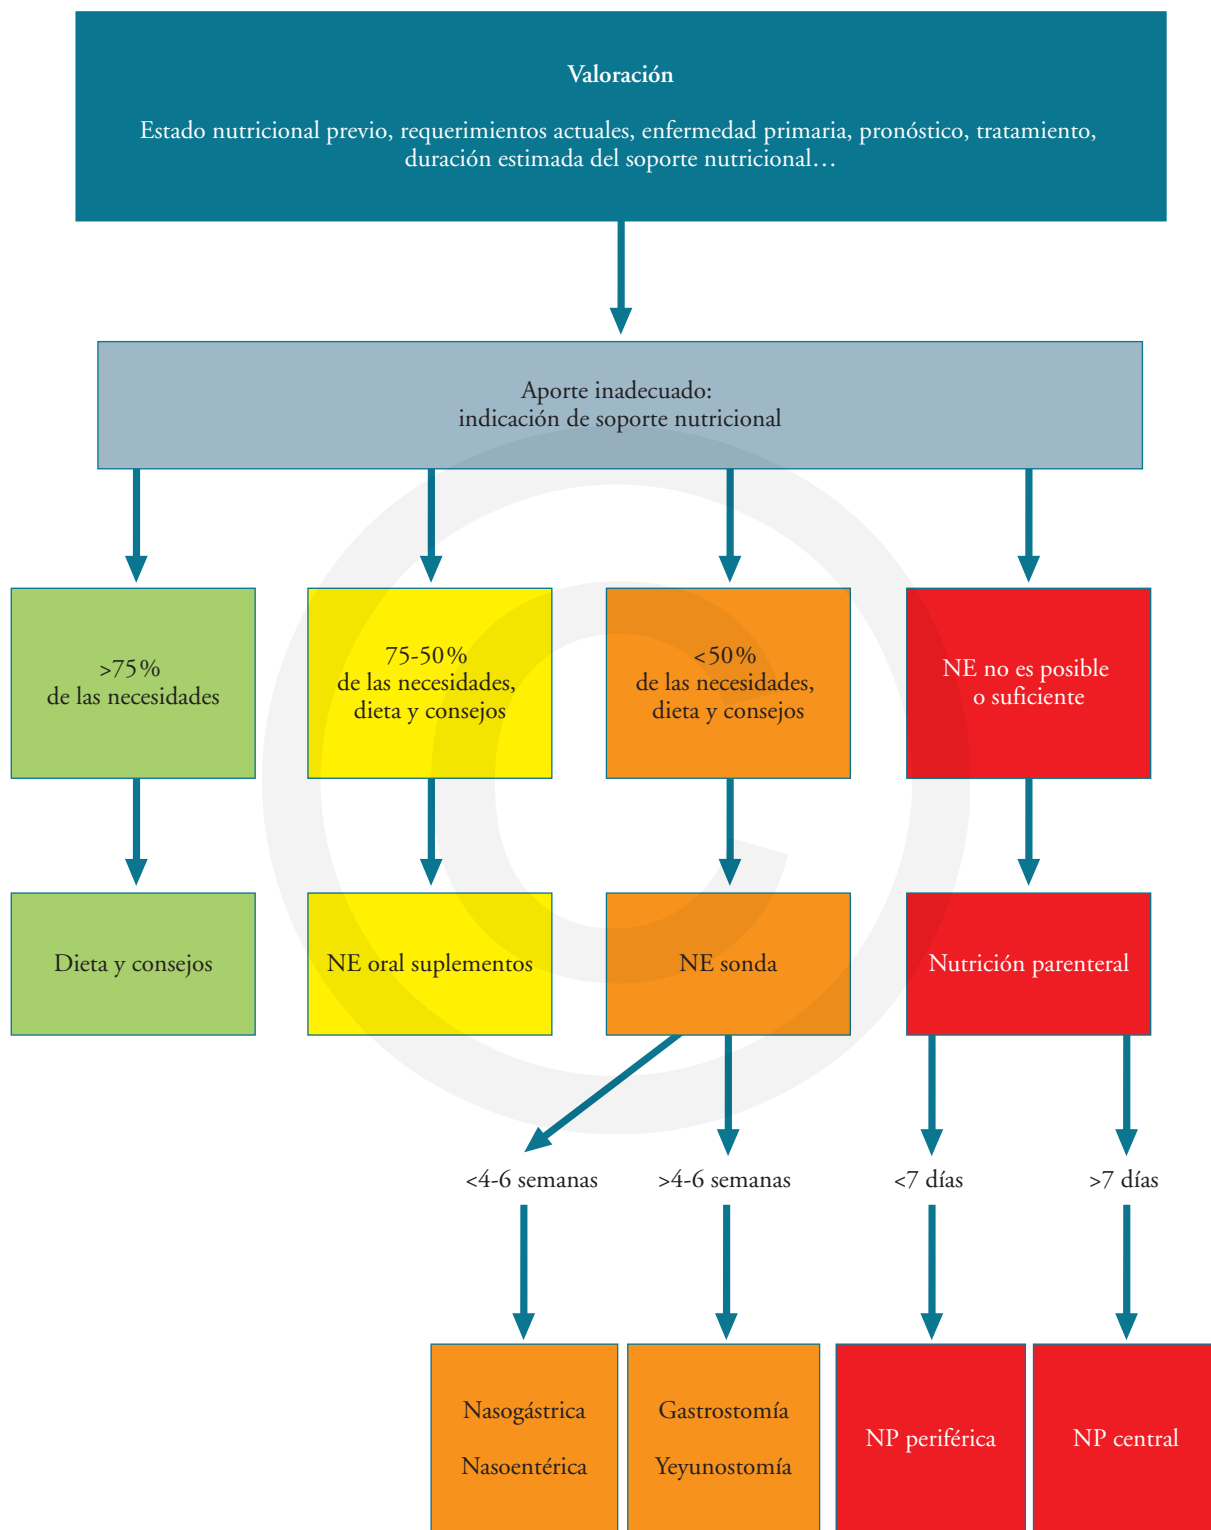 Valoración
Estado nutricional previo, requerimientos actuales, enfermedad primaria, pronóstico, tratamiento,
duración estimada del soporte nutricional…
Aporte inadecuado:
indicación de soporte nutricional
>75%
de las necesidades
75-50%
de las necesidades,
dieta y consejos
<50%
de las necesidades,
dieta y consejos
NE no es posible
o suficiente
Dieta y consejos
NE oral suplementos
NE sonda
Nutrición parenteral
<4-6 semanas
>4-6 semanas
<7 días
>7 días
Nasogástrica
Nasoentérica
Gastrostomía
Yeyunostomía
NP periférica
NP central
©